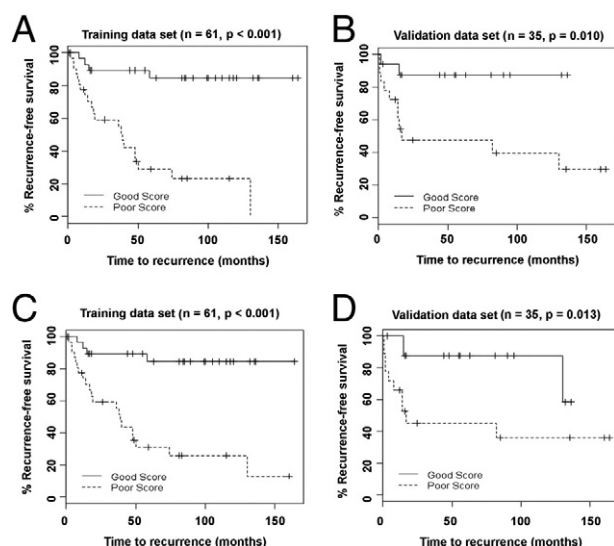 A
Training data set (n = 61, p < 0.001)
% Recurrence-free survival
0 20 40 60 80 100
Good Score
Poor Score
0 50 100 150
Time to recurrence (months)
B
Validation data set (n = 35, p = 0.010)
% Recurrence-free survival
0 20 40 60 80 100
Good Score
Poor Score
0 50 100 150
Time to recurrence (months)
C
Training data set (n = 61, p < 0.001)
% Recurrence-free survival
0 20 40 60 80 100
Good Score
Poor Score
0 50 100 150
Time to recurrence (months)
D
Validation data set (n = 35, p = 0.013)
% Recurrence-free survival
0 20 40 60 80 100
Good Score
Poor Score
0 50 100 150
Time to recurrence (months)